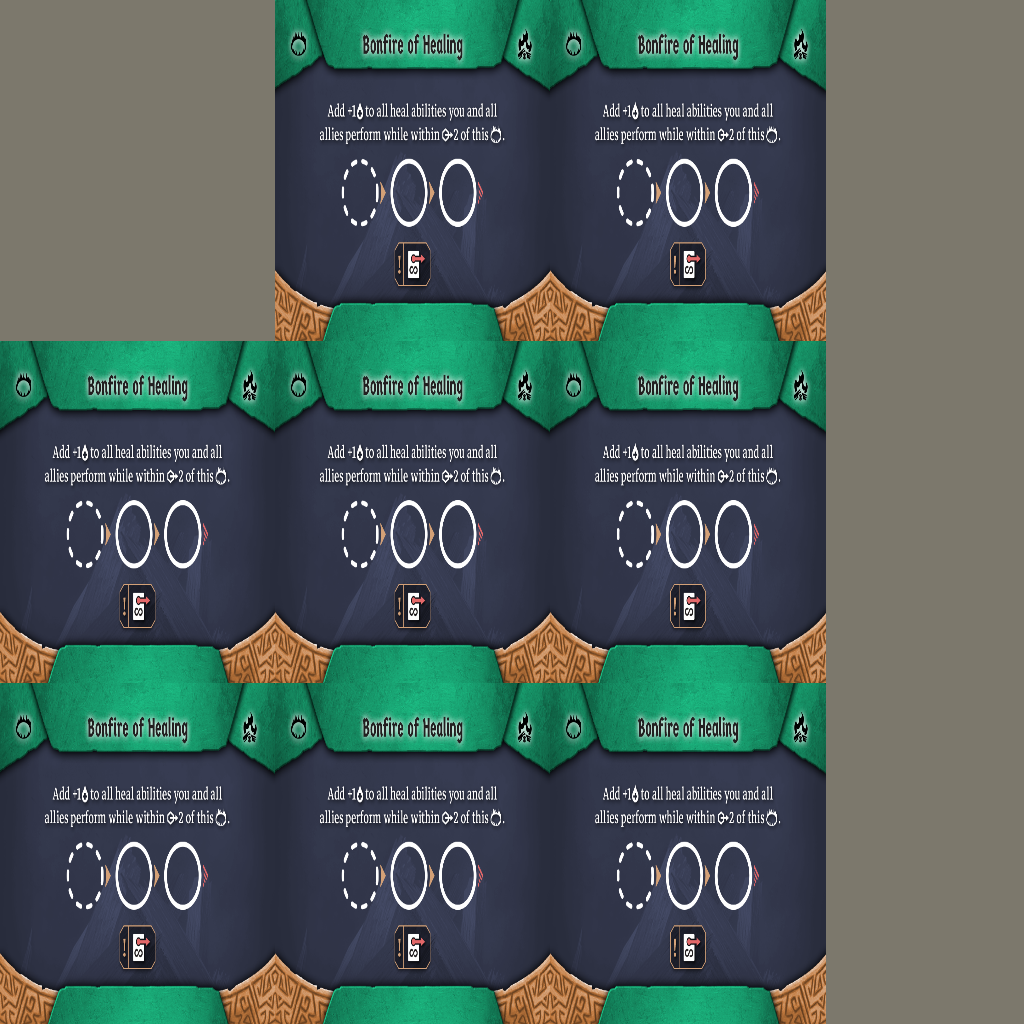 Bonfire of Healing
Add +1 to all heal abilities you and all
allies perform while within 2 of this .
Bonfire of Healing
Add +1 to all heal abilities you and all
allies perform while within 2 of this .
Bonfire of Healing
Add +1 to all heal abilities you and all
allies perform while within 2 of this .
Bonfire of Healing
Add +1 to all heal abilities you and all
allies perform while within 2 of this .
Bonfire of Healing
Add +1 to all heal abilities you and all
allies perform while within 2 of this .
Bonfire of Healing
Add +1 to all heal abilities you and all
allies perform while within 2 of this .
Bonfire of Healing
Add +1 to all heal abilities you and all
allies perform while within 2 of this .
Bonfire of Healing
Add +1 to all heal abilities you and all
allies perform while within 2 of this .